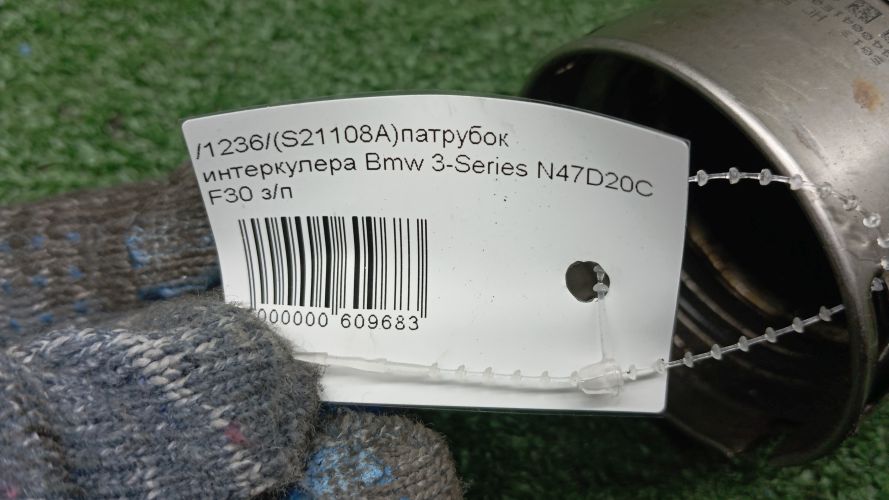 /1236/(S21108A)патрубок
интеркулера Bmw 3-Series N47D20C
F30 з/п
000000 609683